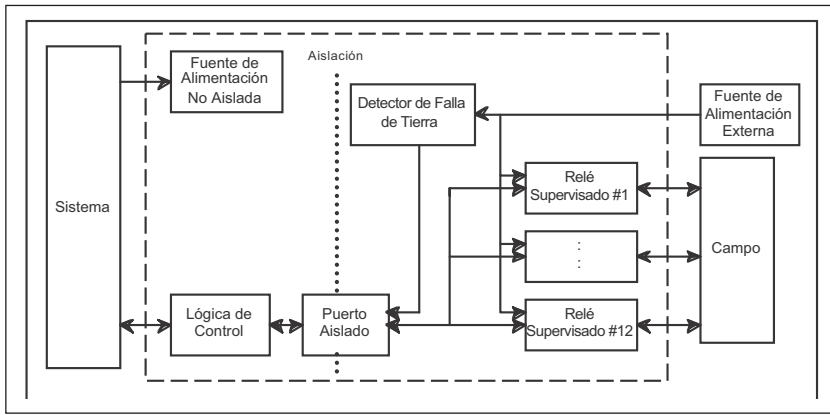 Sistema
Fuente de
Alimentación
No Aislada
Aislación
Detector de Falla
de Tierra
Fuente de
Alimentación
Externa
Relé
Supervisado #1
:
:
Relé
Supervisado #12
Campo
Lógica de
Control
Puerto
Aislado